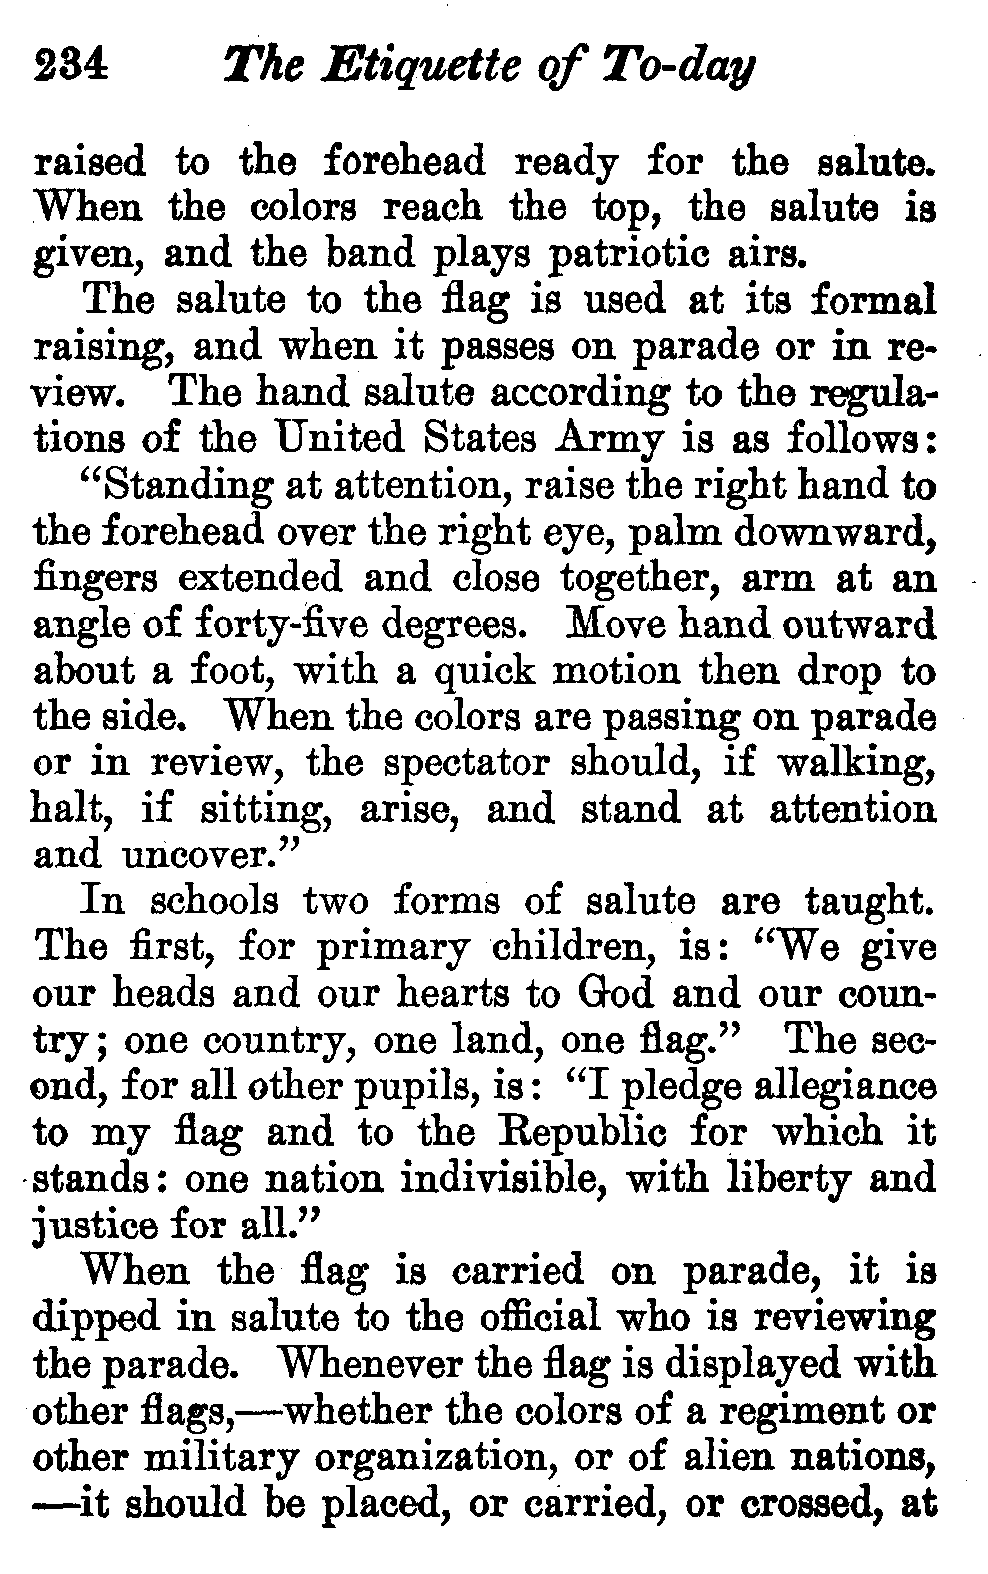 234 The Etiquette of To-day
raised to the forehead ready for the salute.
When the colors reach the top, the salute is
given, and the band plays patriotic airs.
The salute to the flag is used at its formal
raising, and when it passes on parade or in re-
view. The hand salute according to the regula-
tions of the United States Army is as follows:
“Standing at attention, raise the right hand to
the forehead over the right eye, palm downward,
fingers extended and close together, arm at an
angle of forty-five degrees. Move hand outward
about a foot, with a quick motion then drop to
the side. When the colors are passing on parade
or in review, the spectator should, if walking,
halt, if sitting, arise, and stand at attention
and uncover.”
In schools two forms of salute are taught.
The first, for primary children, is: “We give
our heads and our hearts to God and our coun-
try; one country, one land, one flag.” The sec-
ond, for all other pupils, is: “I pledge allegiance
to my flag and to the Republic for which it
stands: one nation indivisible, with liberty and
justice for all.”
When the flag is carried on parade, it is
dipped in salute to the official who is reviewing
the parade. Whenever the flag is displayed with
other flags,—whether the colors of a regiment or
other military organization, or of alien nations,
—it should be placed, or carried, or crossed, at